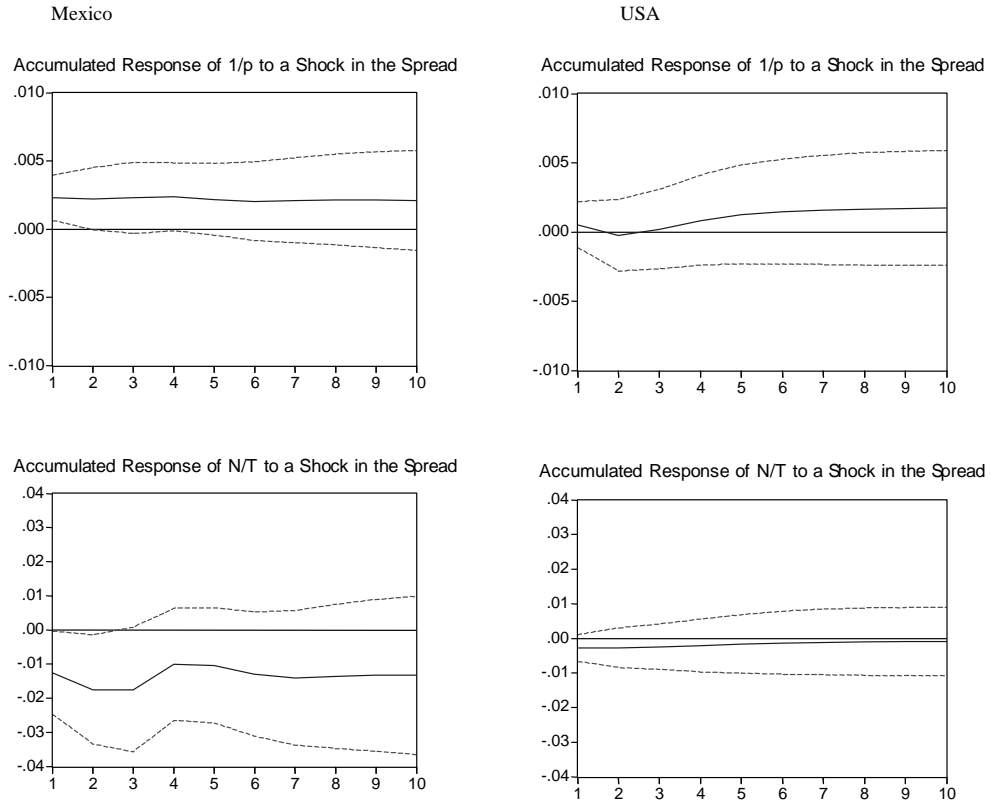 Mexico
USA
Accumulated Response of 1/p to a Shock in the Spread
.010
.005
.000
-.005
-.010
1 2 3 4 5 6 7 8 9 10
Accumulated Response of 1/p to a Shock in the Spread
.010
.005
.000
-.005
-.010
1 2 3 4 5 6 7 8 9 10
Accumulated Response of N/T to a Shock in the Spread
.04
.03
.02
.01
.00
-.01
-.02
-.03
-.04
1 2 3 4 5 6 7 8 9 10
Accumulated Response of N/T to a Shock in the Spread
.04
.03
.02
.01
.00
-.01
-.02
-.03
-.04
1 2 3 4 5 6 7 8 9 10